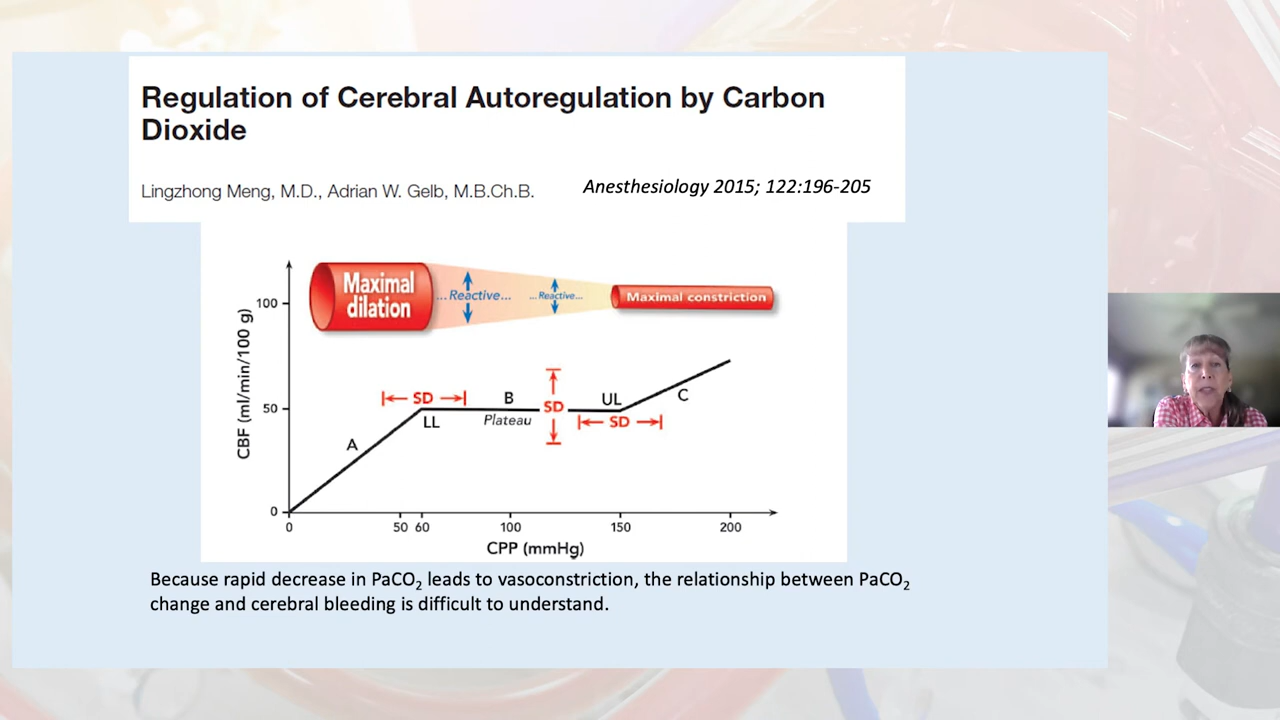 Regulation of Cerebral Autoregulation by Carbon
Dioxide
Lingzhong Meng, M.D., Adrian W. Gelb, M.B.Ch.B.
Anesthesiology 2015; 122:196-205
Maximal
dilation
... Reactive...
... Reactive...
Maximal constriction
CBF (ml/min/100 g)
100
50
0
A
SD
LL
B
Plateau
SD
UL
SD
C
0
50
60
100
150
200
CPP (mmHg)
Because rapid decrease in PaCO₂ leads to vasoconstriction, the relationship between PaCO₂
change and cerebral bleeding is difficult to understand.